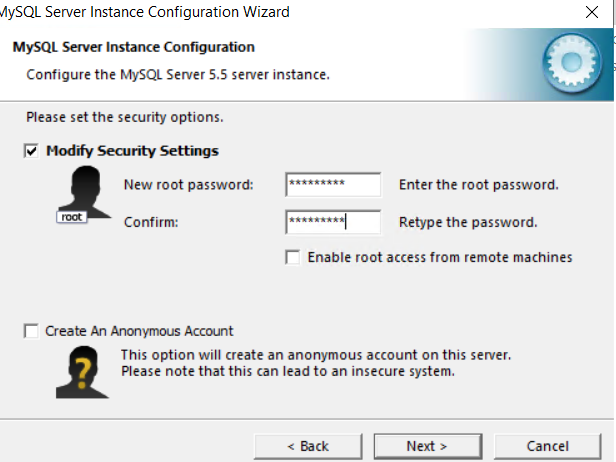 MySQL Server Instance Configuration Wizard
MySQL Server Instance Configuration
Configure the MySQL Server 5.5 server instance.
Please set the security options.
Modify Security Settings
New root password: ********* Enter the root password.
root
Confirm: ********* Retype the password.
Enable root access from remote machines
Create An Anonymous Account
This option will create an anonymous account on this server.
Please note that this can lead to an insecure system.
< Back Next > Cancel